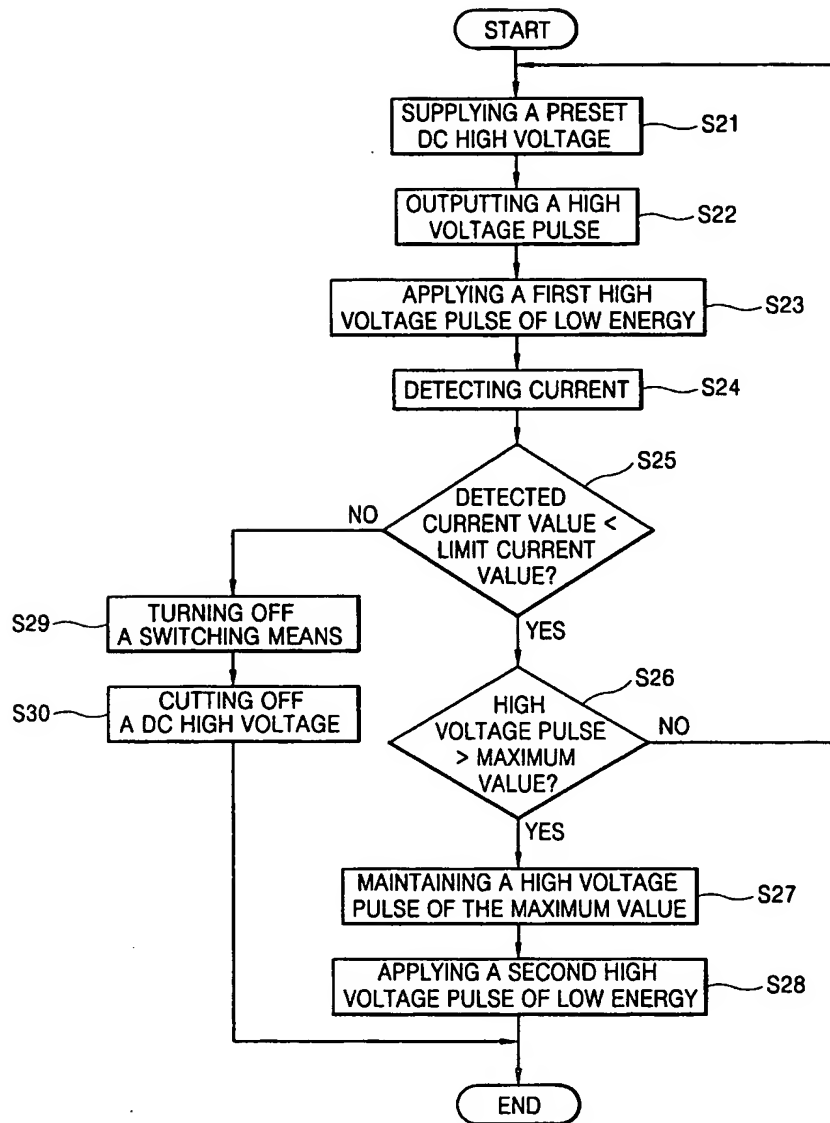 START
SUPPLYING A PRESET
DC HIGH VOLTAGE
S21
OUTPUTTING A HIGH
VOLTAGE PULSE
S22
APPLYING A FIRST HIGH
VOLTAGE PULSE OF LOW ENERGY
S23
DETECTING CURRENT
S24
S25
DETECTED
CURRENT VALUE <
LIMIT CURRENT
VALUE?
NO
YES
S29
TURNING OFF
A SWITCHING MEANS
S30
CUTTING OFF
A DC HIGH VOLTAGE
S26
HIGH
VOLTAGE PULSE
> MAXIMUM
VALUE?
NO
YES
MAINTAINING A HIGH VOLTAGE
PULSE OF THE MAXIMUM VALUE
S27
APPLYING A SECOND HIGH
VOLTAGE PULSE OF LOW ENERGY
S28
END